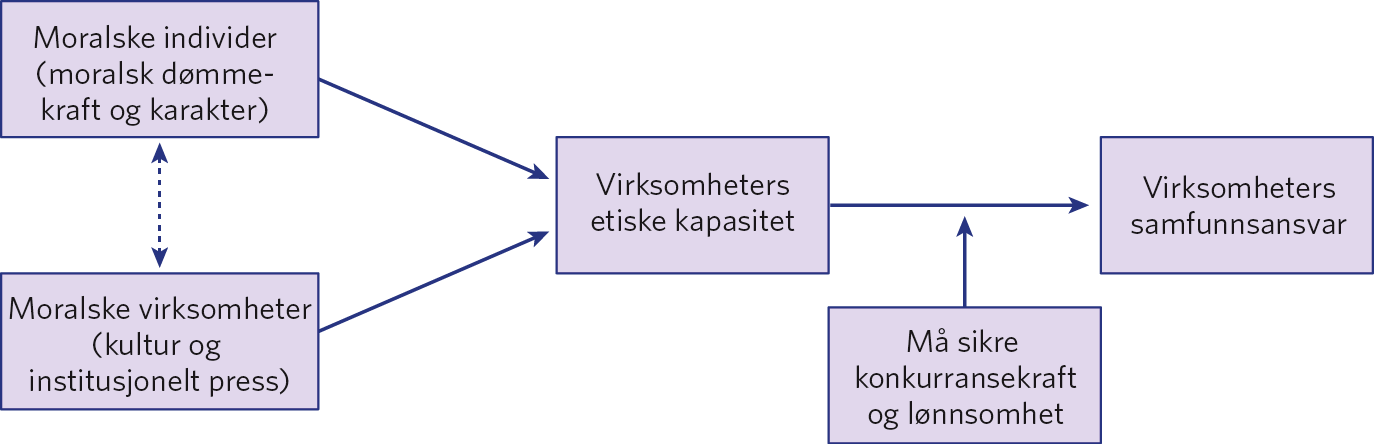 Moralske individer
(moralsk dømme-
kraft og karakter)
Moralske virksomheter
(kultur og
institusjonelt press)
Virksomheters
etiske kapasitet
Må sikre
konkurransekraft
og lønnsomhet
Virksomheters
samfunnsansvar